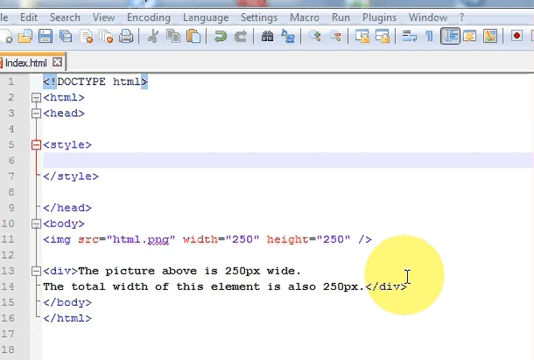 ile Edit Search View Encoding Language Settings Macro Run Plugins Window ?
Index.html
1 <!DOCTYPE html>
2 <html>
3 <head>
4
5 <style>
6
7 </style>
8
9 </head>
10 <body>
11 <img src="html.png" width="250" height="250" />
12
13 <div>The picture above is 250px wide.
14 The total width of this element is also 250px.</div>
15 </body>
16 </html>
17
18